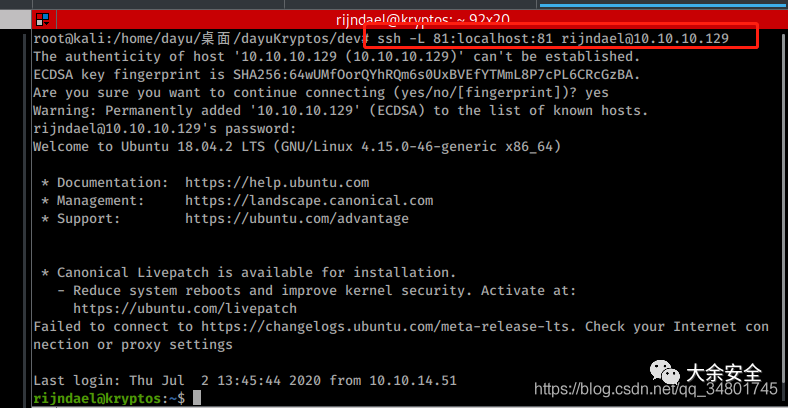 rijndael@kryptos: ~ 92x20
root@kali:/home/dayu/桌面/dayuKryptos/dev# ssh -L 81:localhost:81 rijndael@10.10.10.129
The authenticity of host '10.10.10.129 (10.10.10.129)' can't be established.
ECDSA key fingerprint is SHA256:64wUMfOorQYhRQm6s0UxBVEfYTMmL8P7cPL6CRcGzBA.
Are you sure you want to continue connecting (yes/no/[fingerprint])? yes
Warning: Permanently added '10.10.10.129' (ECDSA) to the list of known hosts.
rijndael@10.10.10.129's password:
Welcome to Ubuntu 18.04.2 LTS (GNU/Linux 4.15.0-46-generic x86_64)
* Documentation: https://help.ubuntu.com
* Management: https://landscape.canonical.com
* Support: https://ubuntu.com/advantage
* Canonical Livepatch is available for installation.
- Reduce system reboots and improve kernel security. Activate at:
https://ubuntu.com/livepatch
Failed to connect to https://changelogs.ubuntu.com/meta-release-lts. Check your Internet con
nection or proxy settings
Last login: Thu Jul 2 13:45:44 2020 from 10.10.14.51
rijndael@kryptos:~$
大余安全
https://blog.csdn.net/qq_34801745